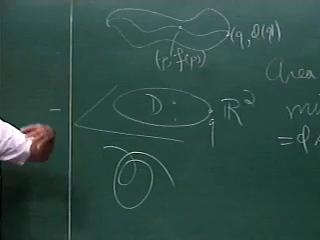 (q, l(q))
(p, f(p))
Area
D
ℝ²
mi
q
= d